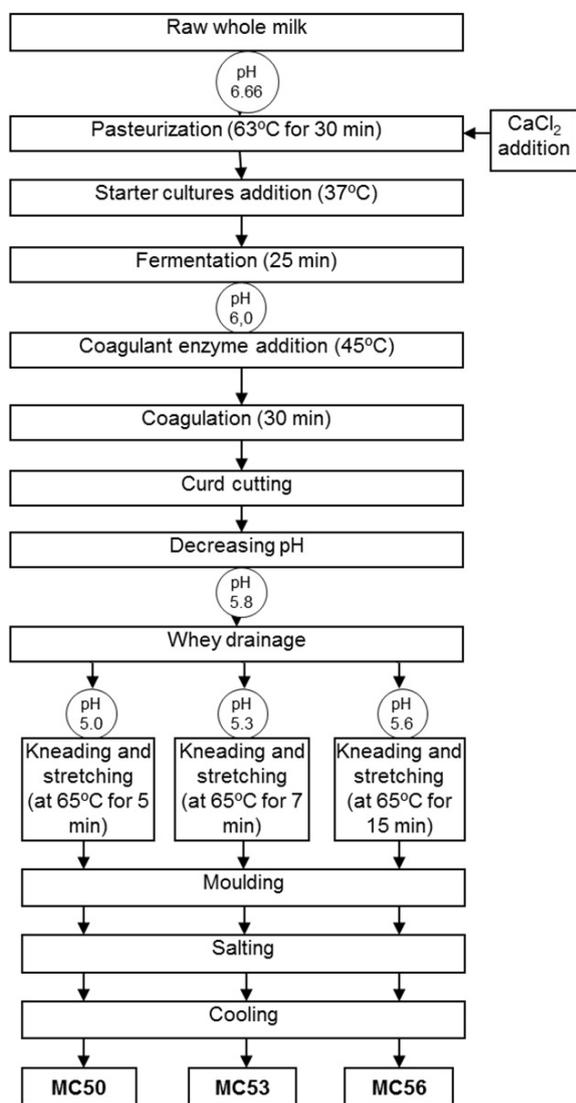 Raw whole milk
pH
6.66
Pasteurization (63ºC for 30 min)
CaCl₂
addition
Starter cultures addition (37ºC)
Fermentation (25 min)
pH
6,0
Coagulant enzyme addition (45ºC)
Coagulation (30 min)
Curd cutting
Decreasing pH
pH
5.8
Whey drainage
pH
5.0
pH
5.3
pH
5.6
Kneading and
stretching
(at 65ºC for 5
min)
Kneading and
stretching
(at 65ºC for 7
min)
Kneading and
stretching
(at 65ºC for
15 min)
Moulding
Salting
Cooling
MC50
MC53
MC56